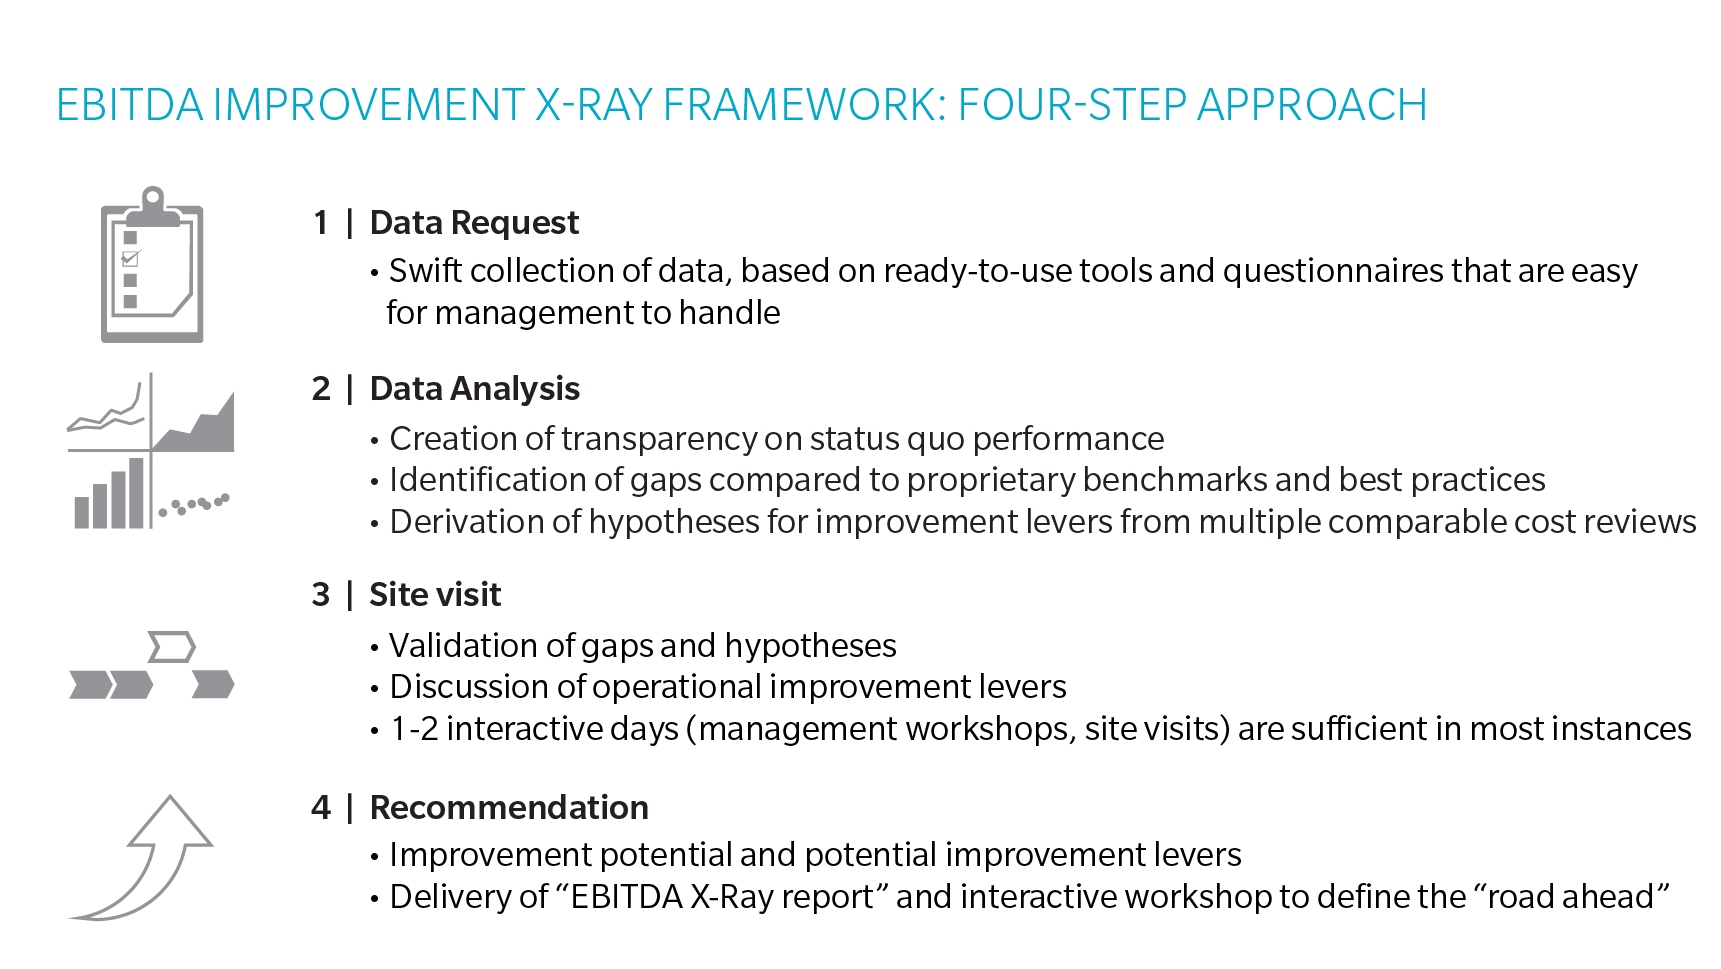 EBITDA IMPROVEMENT X-RAY FRAMEWORK: FOUR-STEP APPROACH
1 | Data Request
• Swift collection of data, based on ready-to-use tools and questionnaires that are easy
for management to handle
2 | Data Analysis
• Creation of transparency on status quo performance
• Identification of gaps compared to proprietary benchmarks and best practices
• Derivation of hypotheses for improvement levers from multiple comparable cost reviews
3 | Site visit
• Validation of gaps and hypotheses
• Discussion of operational improvement levers
• 1-2 interactive days (management workshops, site visits) are sufficient in most instances
4 | Recommendation
• Improvement potential and potential improvement levers
• Delivery of “EBITDA X-Ray report” and interactive workshop to define the “road ahead”